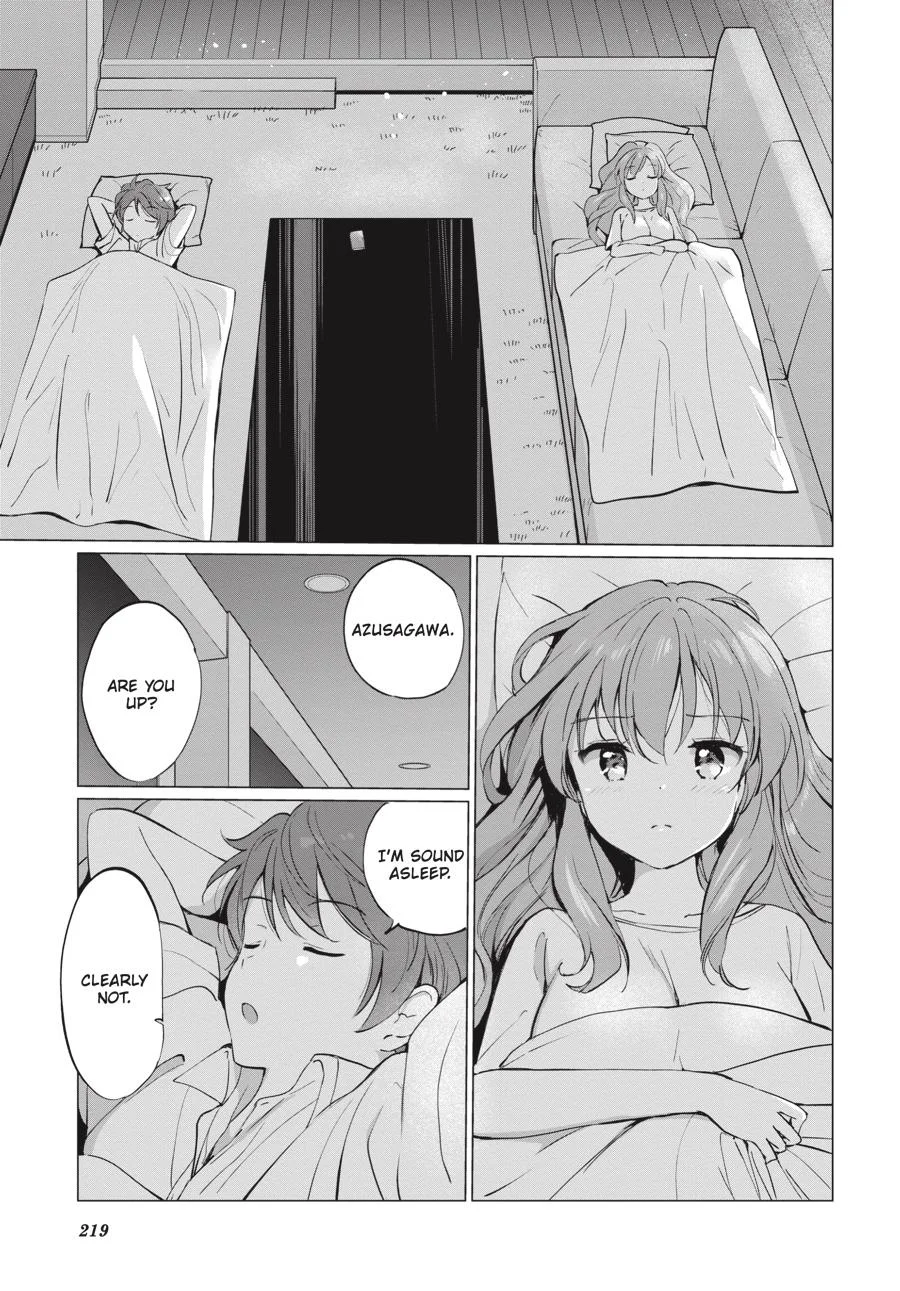 AZUSAGAWA.
ARE YOU
UP?
I'M SOUND
ASLEEP.
CLEARLY
NOT.
219